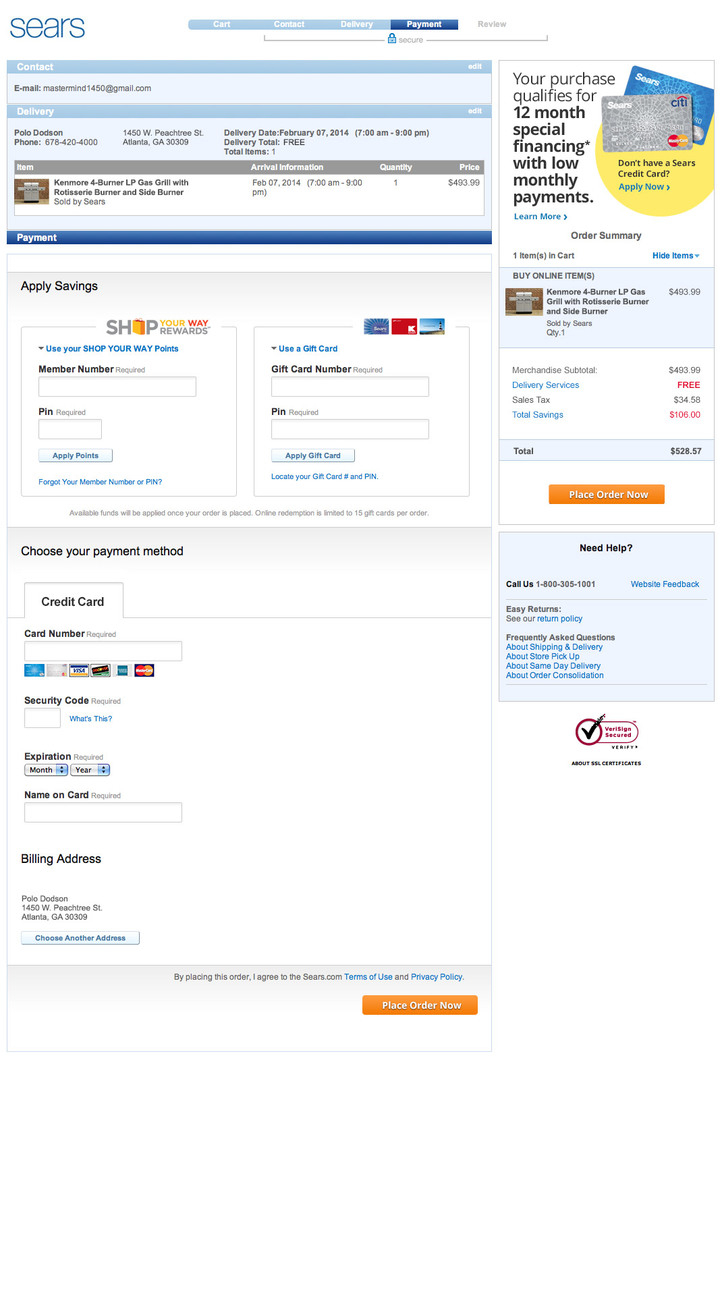 sears
Cart Contact Delivery Payment Review
secure
Contact edit
E-mail: mastermind1450@gmail.com
Delivery edit
Polo Dodson
Phone: 678-420-4000
1450 W. Peachtree St.
Atlanta, GA 30309
Delivery Date:February 07, 2014 (7:00 am - 9:00 pm)
Delivery Total: FREE
Total Items: 1
Item Arrival Information Quantity Price
Kenmore 4-Burner LP Gas Grill with
Rotisserie Burner and Side Burner
Sold by Sears
Feb 07, 2014 (7:00 am - 9:00
pm)
1
$493.99
Payment
Apply Savings
SHOP YOUR WAY
REWARDS
Use your SHOP YOUR WAY Points
Member Number Required
Pin Required
Apply Points
Forgot Your Member Number or PIN?
Sears
Use a Gift Card
Gift Card Number Required
Pin Required
Apply Gift Card
Locate your Gift Card # and PIN.
Available funds will be applied once your order is placed. Online redemption is limited to 15 gift cards per order.
Choose your payment method
Credit Card
Card Number Required
VISA
MasterCard
Security Code Required
What's This?
Expiration Required
Month Year
Name on Card Required
Billing Address
Polo Dodson
1450 W. Peachtree St.
Atlanta, GA 30309
Choose Another Address
By placing this order, I agree to the Sears.com Terms of Use and Privacy Policy.
Place Order Now
Your purchase
qualifies for
12 month
special
financing*
with low
monthly
payments.
Learn More ›
Sears
Sears
citi
MasterCard
Don't have a Sears
Credit Card?
Apply Now ›
Order Summary
1 Item(s) in Cart Hide Items
BUY ONLINE ITEM(S)
Kenmore 4-Burner LP Gas
Grill with Rotisserie Burner
and Side Burner
Sold by Sears
Qty.1
$493.99
Merchandise Subtotal: $493.99
Delivery Services FREE
Sales Tax $34.58
Total Savings $106.00
Total $528.57
Place Order Now
Need Help?
Call Us 1-800-305-1001 Website Feedback
Easy Returns:
See our return policy
Frequently Asked Questions
About Shipping & Delivery
About Store Pick Up
About Same Day Delivery
About Order Consolidation
VeriSign
Secured
VERIFY
ABOUT SSL CERTIFICATES